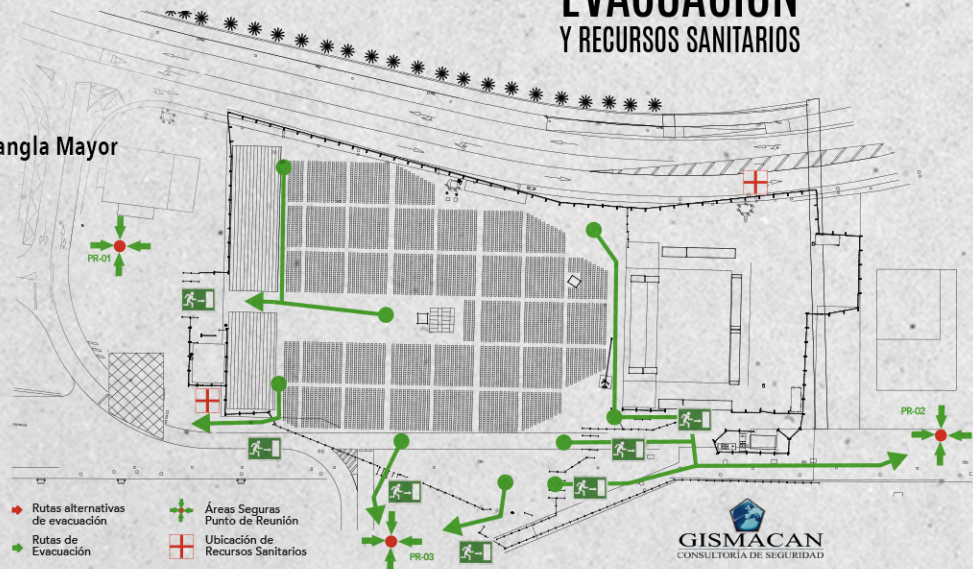 EVACUACIÓN
Y RECURSOS SANITARIOS
angla Mayor
PR-01
PR-02
PR-03
Rutas alternativas
de evacuación
Rutas de
Evacuación
Áreas Seguras
Punto de Reunión
Ubicación de
Recursos Sanitarios
GISMACAN
CONSULTORÍA DE SEGURIDAD